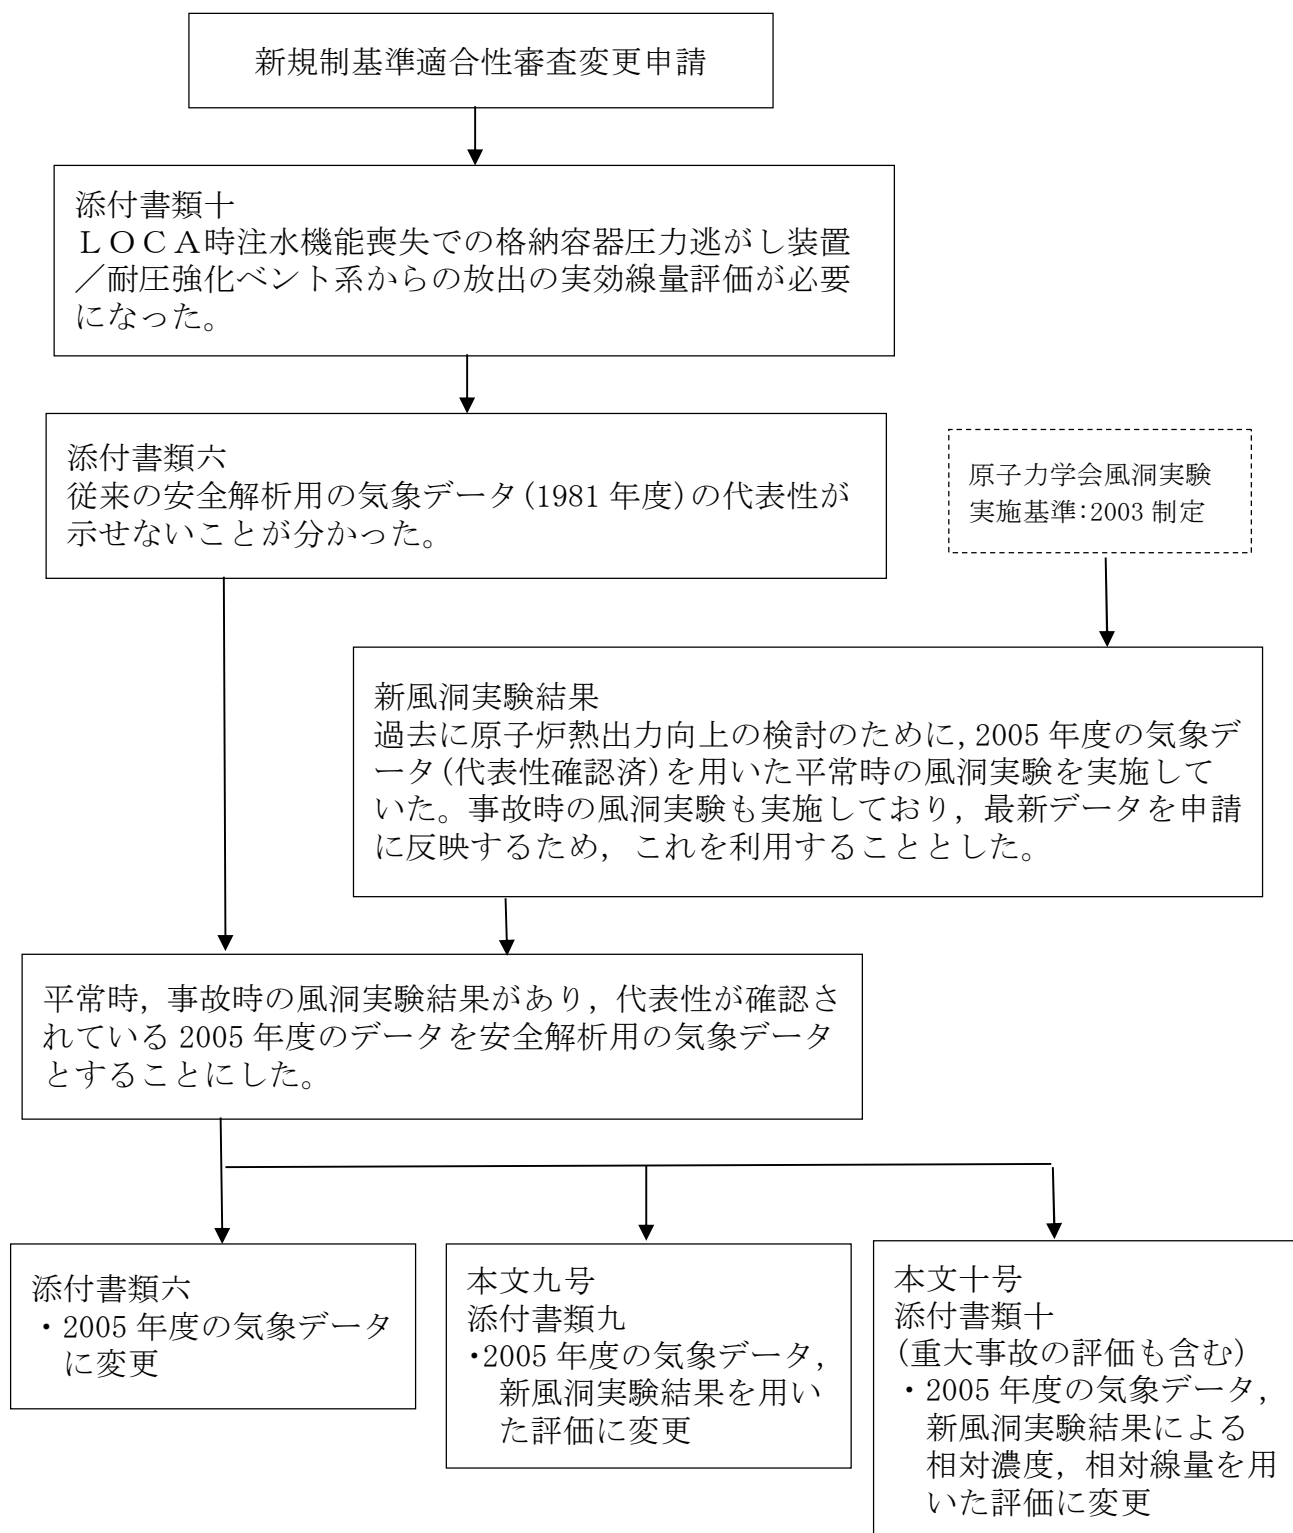 新規制基準適合性審査変更申請
添付書類十
ＬＯＣＡ時注水機能喪失での格納容器圧力逃がし装置
／耐圧強化ベント系からの放出の実効線量評価が必要
になった。
添付書類六
従来の安全解析用の気象データ(1981 年度)の代表性が
示せないことが分かった。
原子力学会風洞実験
実施基準:2003 制定
新風洞実験結果
過去に原子炉熱出力向上の検討のために,2005 年度の気象デ
ータ(代表性確認済)を用いた平常時の風洞実験を実施して
いた。事故時の風洞実験も実施しており，最新データを申請
に反映するため，これを利用することとした。
平常時，事故時の風洞実験結果があり，代表性が確認さ
れている 2005 年度のデータを安全解析用の気象データ
とすることにした。
添付書類六
・2005 年度の気象データ
に変更
本文九号
添付書類九
・2005 年度の気象データ,
新風洞実験結果を用い
た評価に変更
本文十号
添付書類十
(重大事故の評価も含む)
・2005 年度の気象データ,
新風洞実験結果による
相対濃度，相対線量を用
いた評価に変更